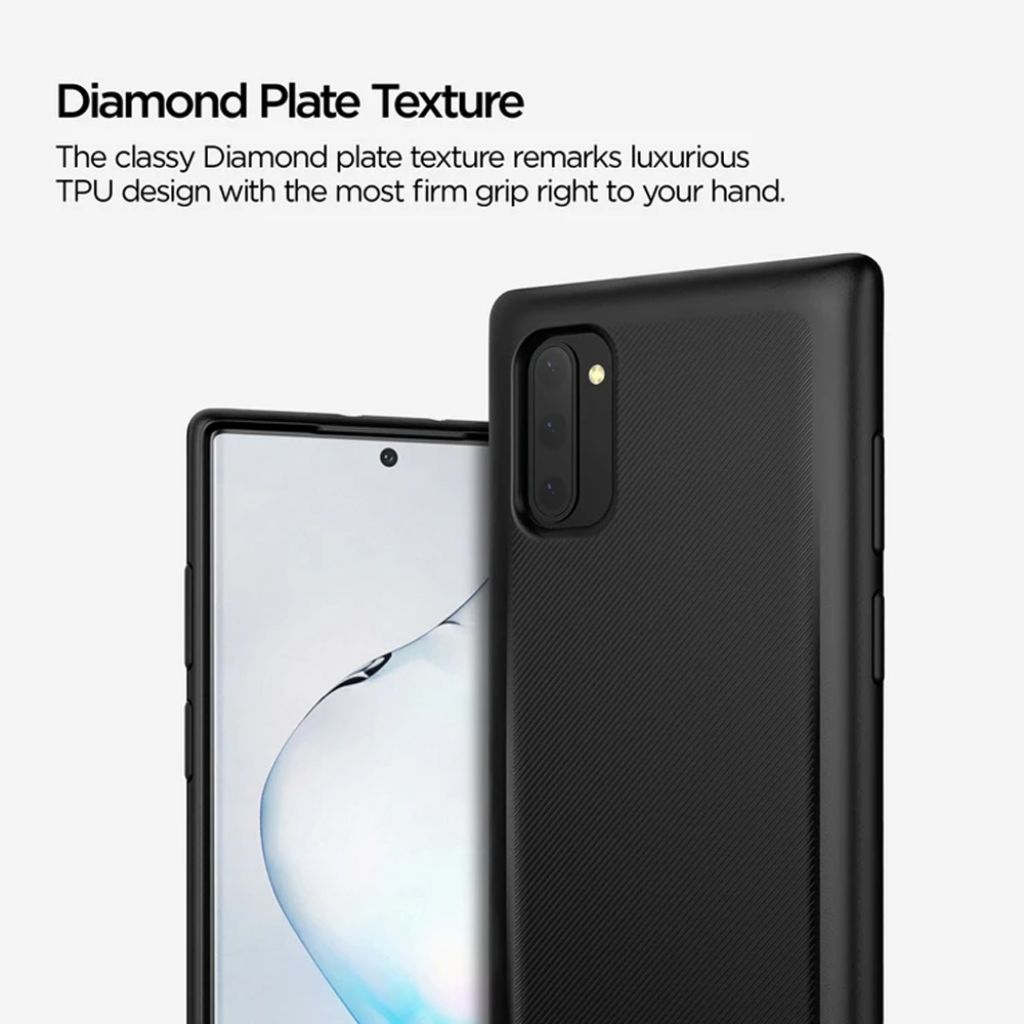 Diamond Plate Texture
The classy Diamond plate texture remarks luxurious
TPU design with the most firm grip right to your hand.